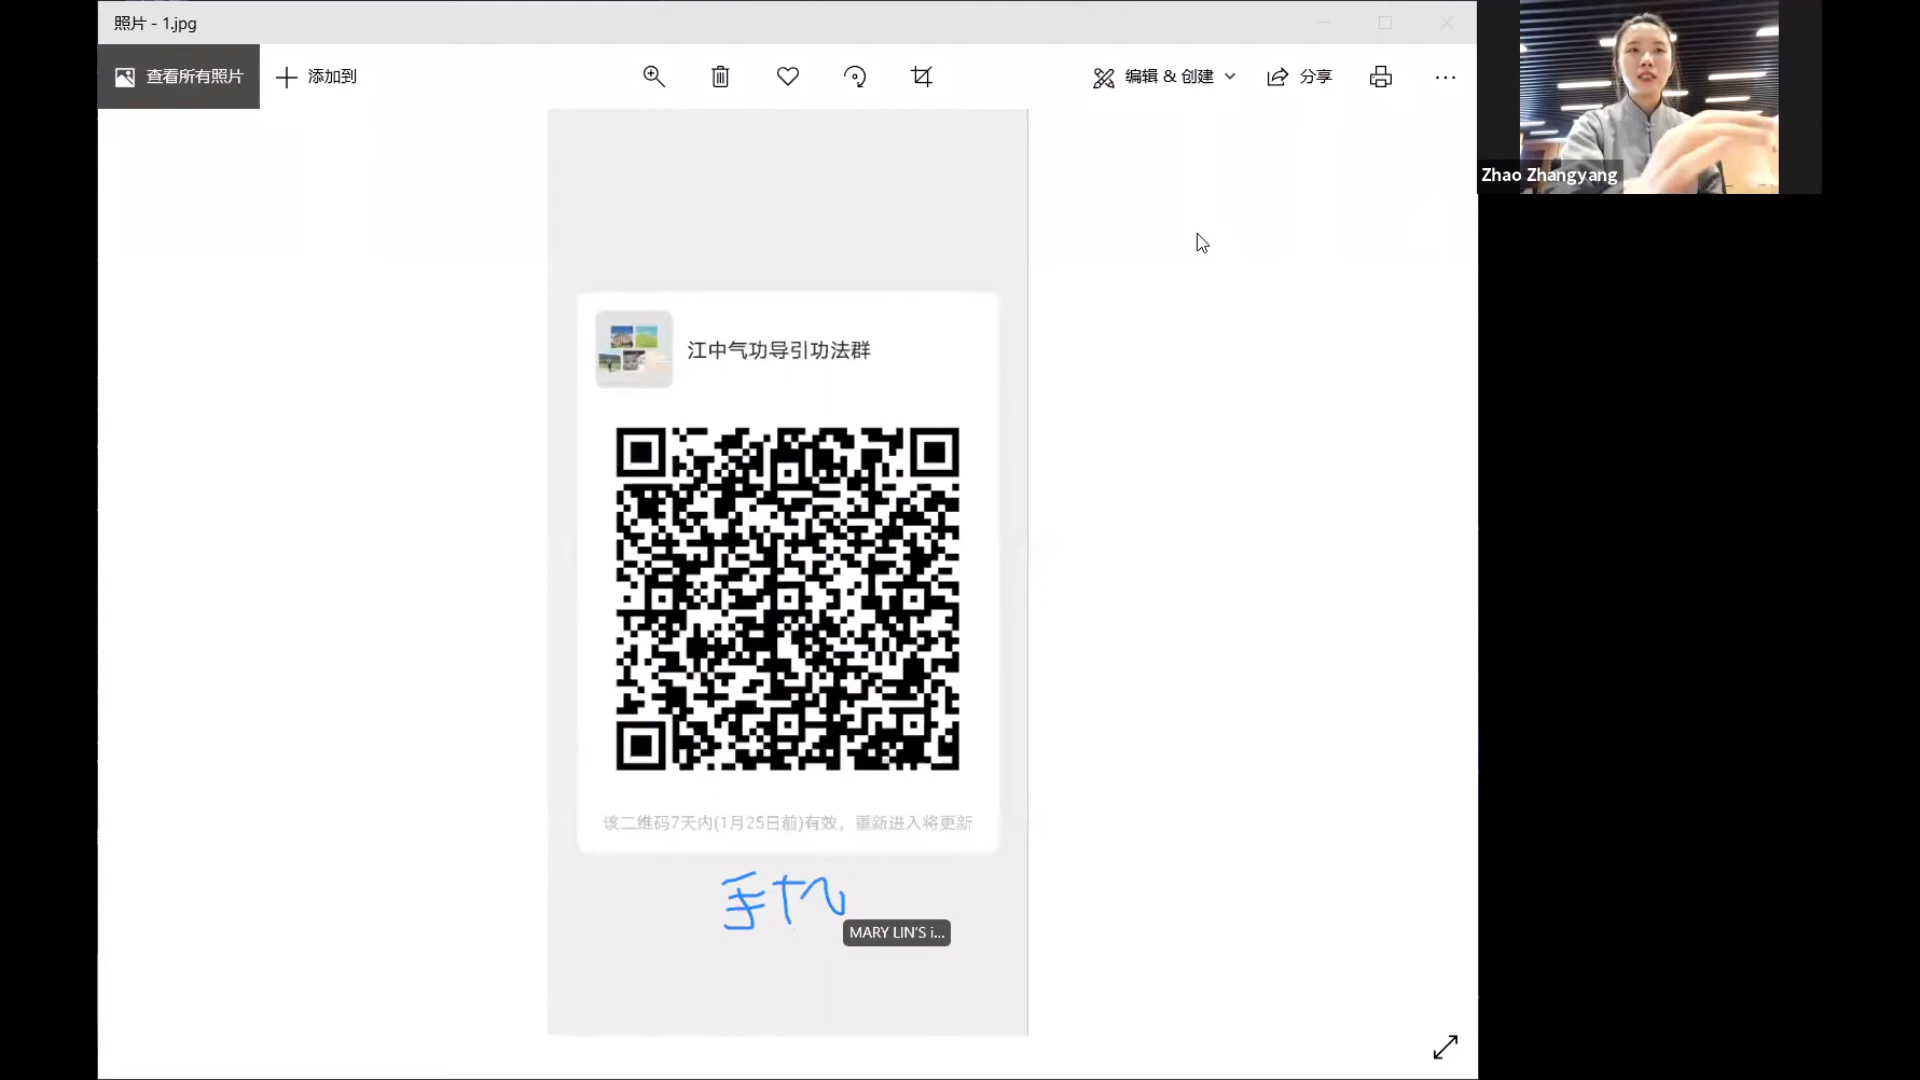 照片 - 1.jpg
查看所有照片
添加到
编辑 & 创建
分享
Zhao Zhangyang
江中气功导引功法群
该二维码7天内(1月25日前)有效，重新进入将更新
手机
MARY LIN'S i...